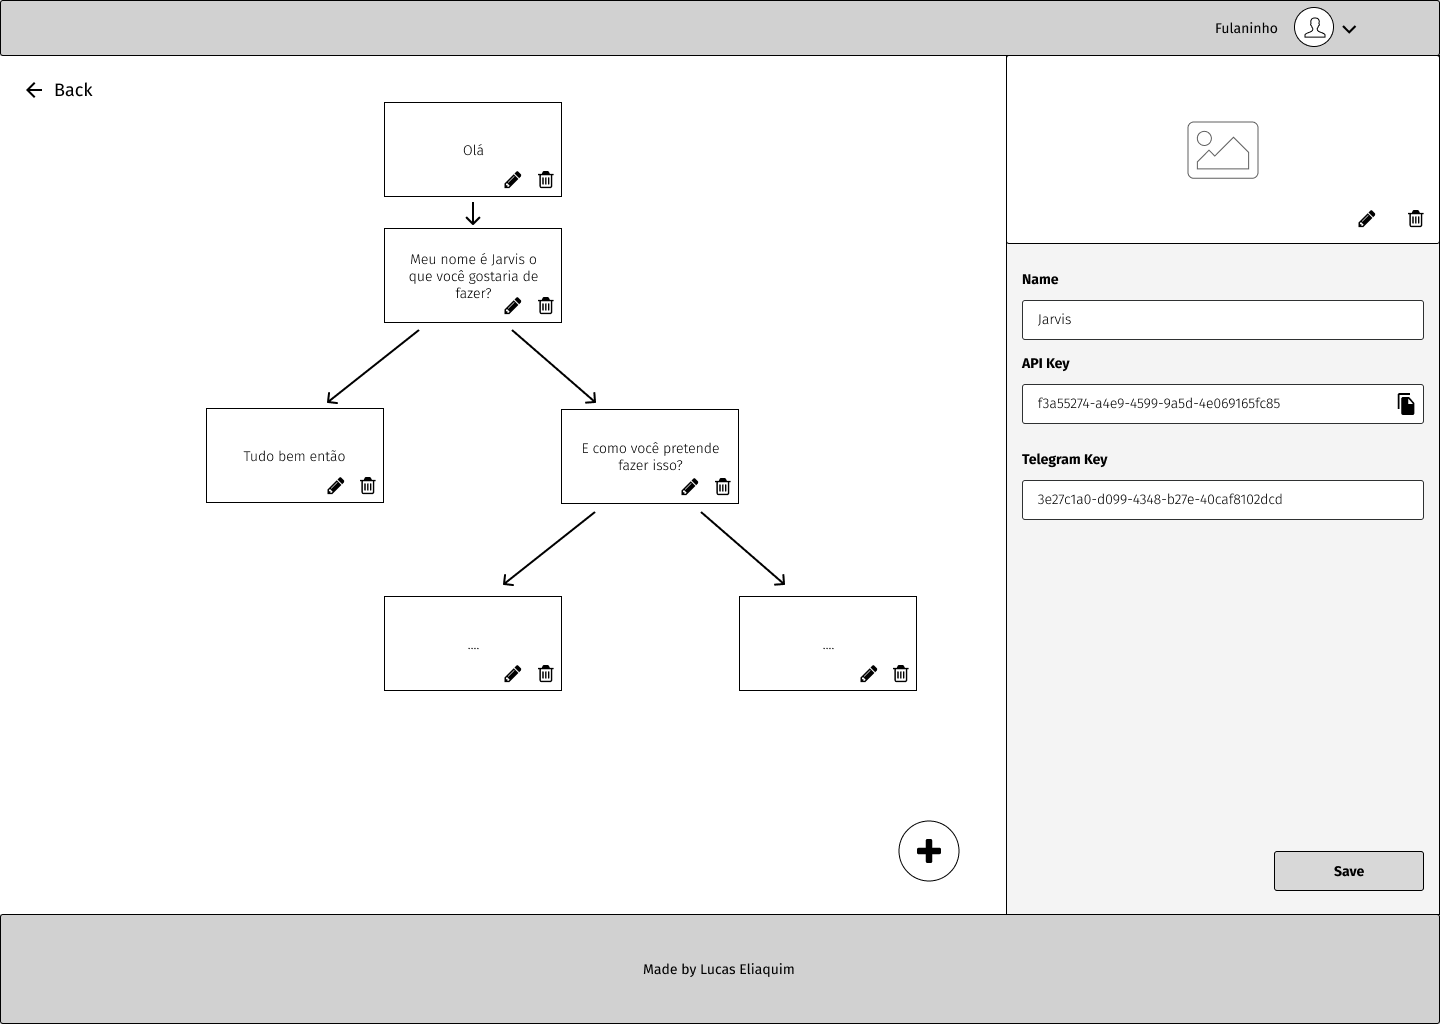 Fulaninho
Back
Olá
Meu nome é Jarvis o
que você gostaria de
fazer?
Tudo bem então
E como você pretende
fazer isso?
....
....
Name
Jarvis
API Key
f3a55274-a4e9-4599-9a5d-4e069165fc85
Telegram Key
3e27c1a0-d099-4348-b27e-40caf8102dcd
Save
Made by Lucas Eliaquim